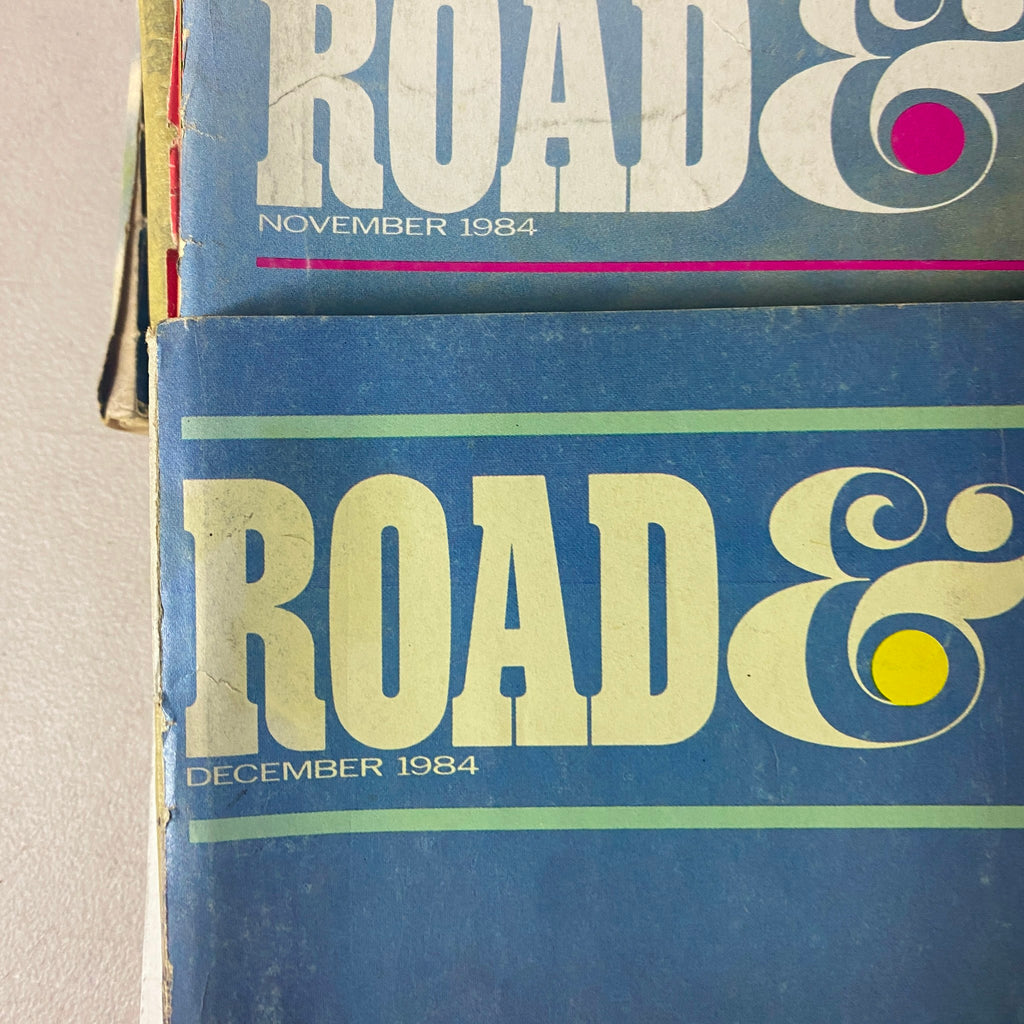 ROAD &
NOVEMBER 1984
ROAD &
DECEMBER 1984